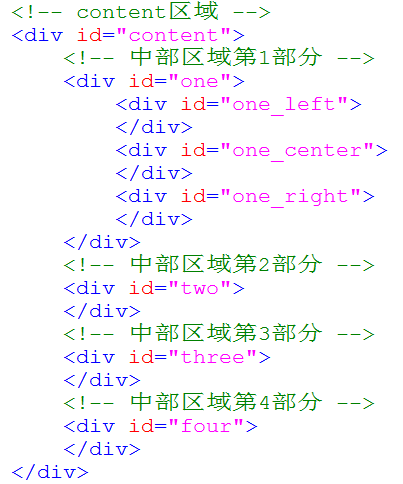 <!-- content区域 -->
<div id="content">
    <!-- 中部区域第1部分 -->
    <div id="one">
        <div id="one_left">
        </div>
        <div id="one_center">
        </div>
        <div id="one_right">
        </div>
    </div>
    <!-- 中部区域第2部分 -->
    <div id="two">
    </div>
    <!-- 中部区域第3部分 -->
    <div id="three">
    </div>
    <!-- 中部区域第4部分 -->
    <div id="four">
    </div>
</div>